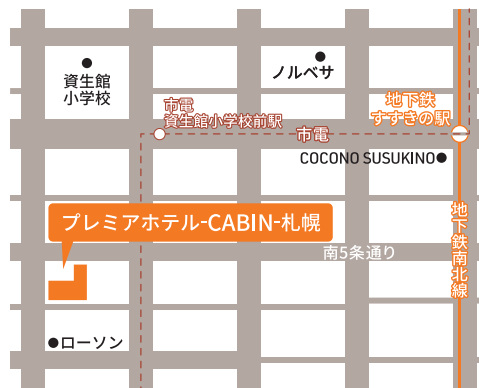 資生館
小学校
ノルベサ
市電
資生館小学校前駅
市電
地下鉄
すすきの駅
COCONO SUSUKINO
プレミアホテル-CABIN-札幌
南5条通り
地下鉄南北線
ローソン